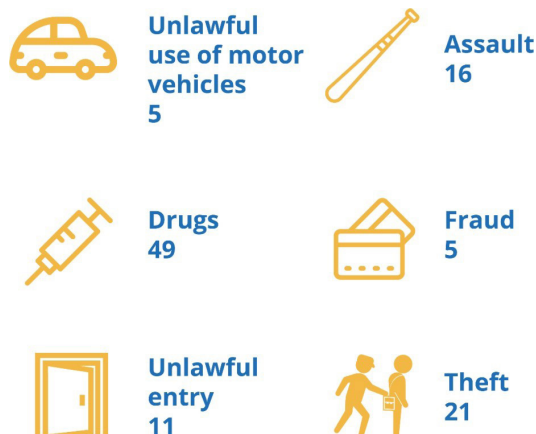 Unlawful
use of motor
vehicles
5
Assault
16
Drugs
49
Fraud
5
Unlawful
entry
11
Theft
21